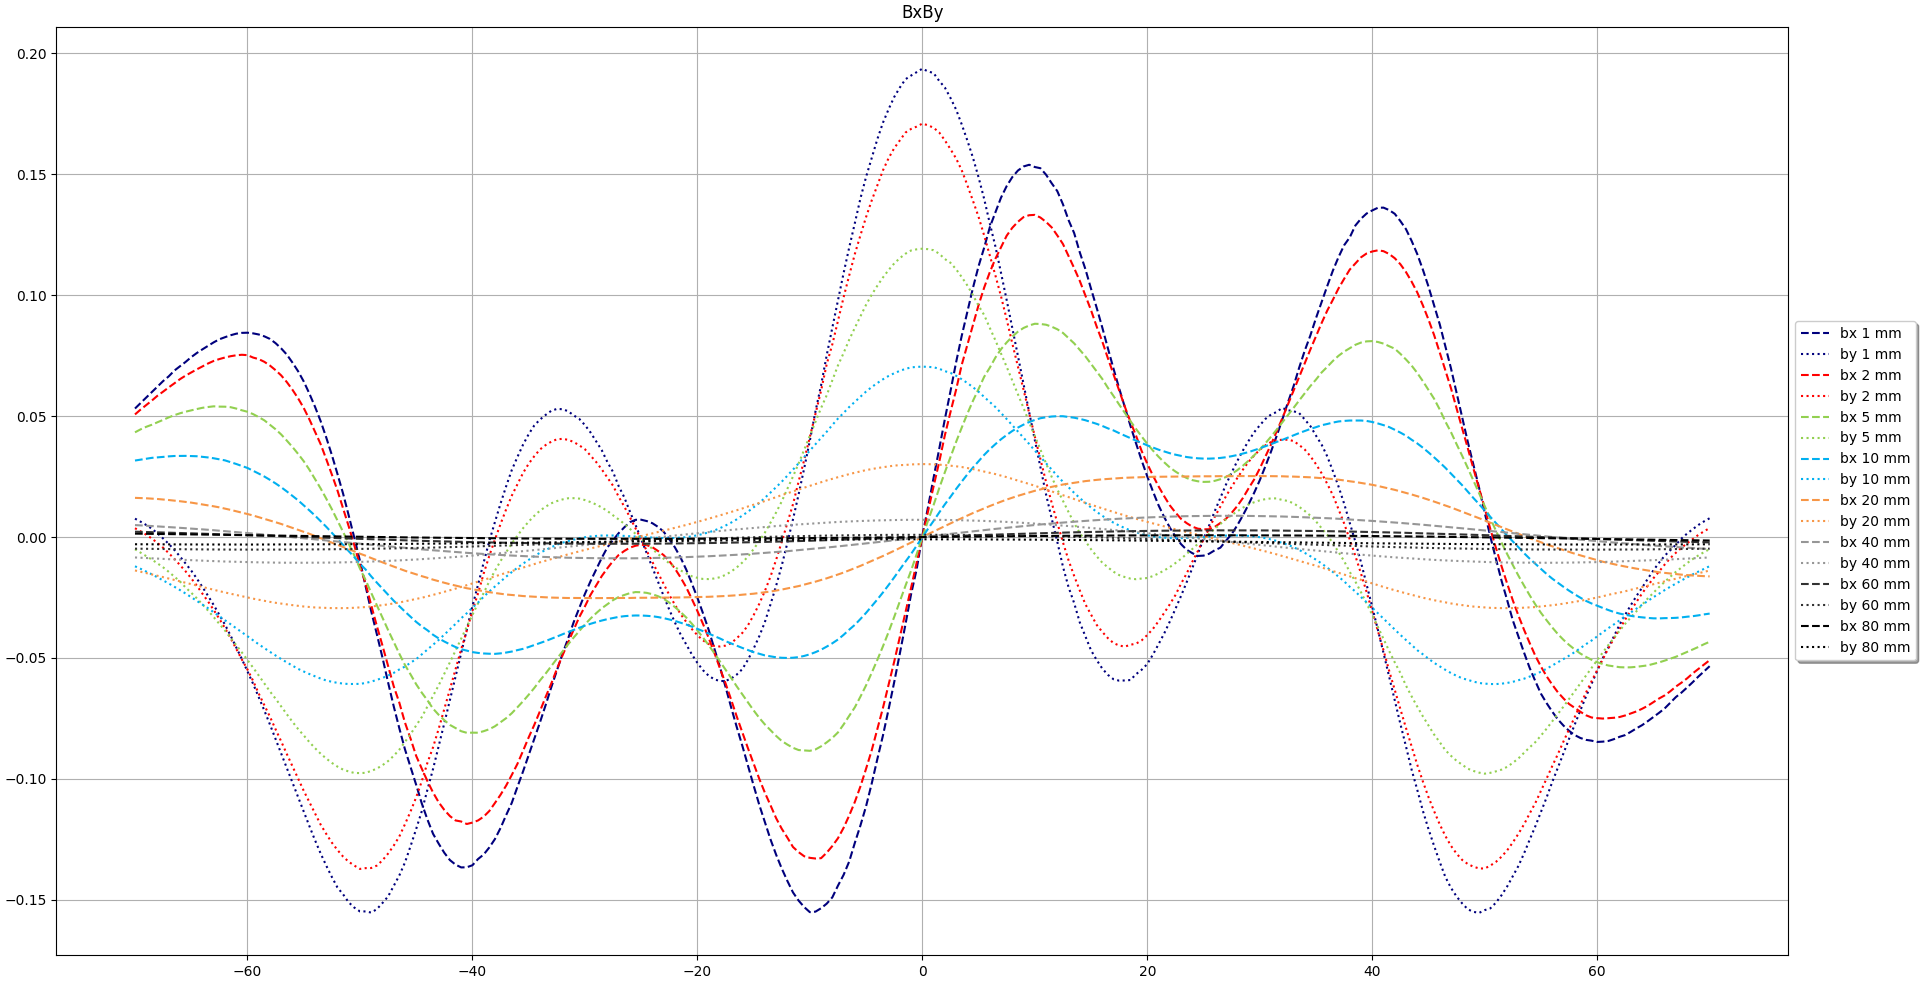 BxBy
0.20
0.15
0.10
0.05
0.00
−0.05
−0.10
−0.15
−60
−40
−20
0
20
40
60
bx 1 mm
by 1 mm
bx 2 mm
by 2 mm
bx 5 mm
by 5 mm
bx 10 mm
by 10 mm
bx 20 mm
by 20 mm
bx 40 mm
by 40 mm
bx 60 mm
by 60 mm
bx 80 mm
by 80 mm